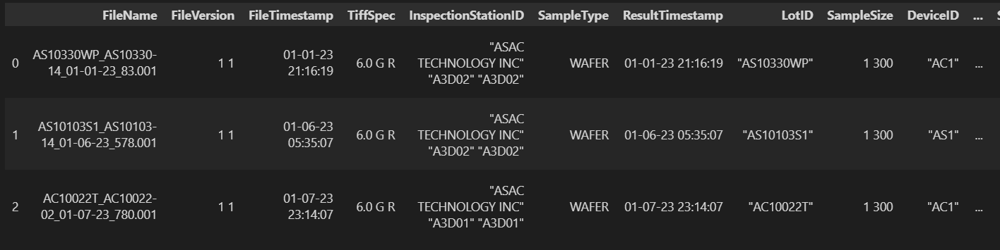 FileName FileVersion FileTimestamp TiffSpec InspectionStationID SampleType ResultTimestamp LotID SampleSize DeviceID ...
0 AS10330WP_AS10330-14_01-01-23_83.001 1 1 01-01-23 21:16:19 6.0 G R "ASAC TECHNOLOGY INC" "A3D02" "A3D02" WAFER 01-01-23 21:16:19 "AS10330WP" 1 300 "AC1" ...
1 AS10103S1_AS10103-14_01-06-23_578.001 1 1 01-06-23 05:35:07 6.0 G R "ASAC TECHNOLOGY INC" "A3D02" "A3D02" WAFER 01-06-23 05:35:07 "AS10103S1" 1 300 "AS1" ...
2 AC10022T_AC10022-02_01-07-23_780.001 1 1 01-07-23 23:14:07 6.0 G R "ASAC TECHNOLOGY INC" "A3D01" "A3D01" WAFER 01-07-23 23:14:07 "AC10022T" 1 300 "AC1" ...